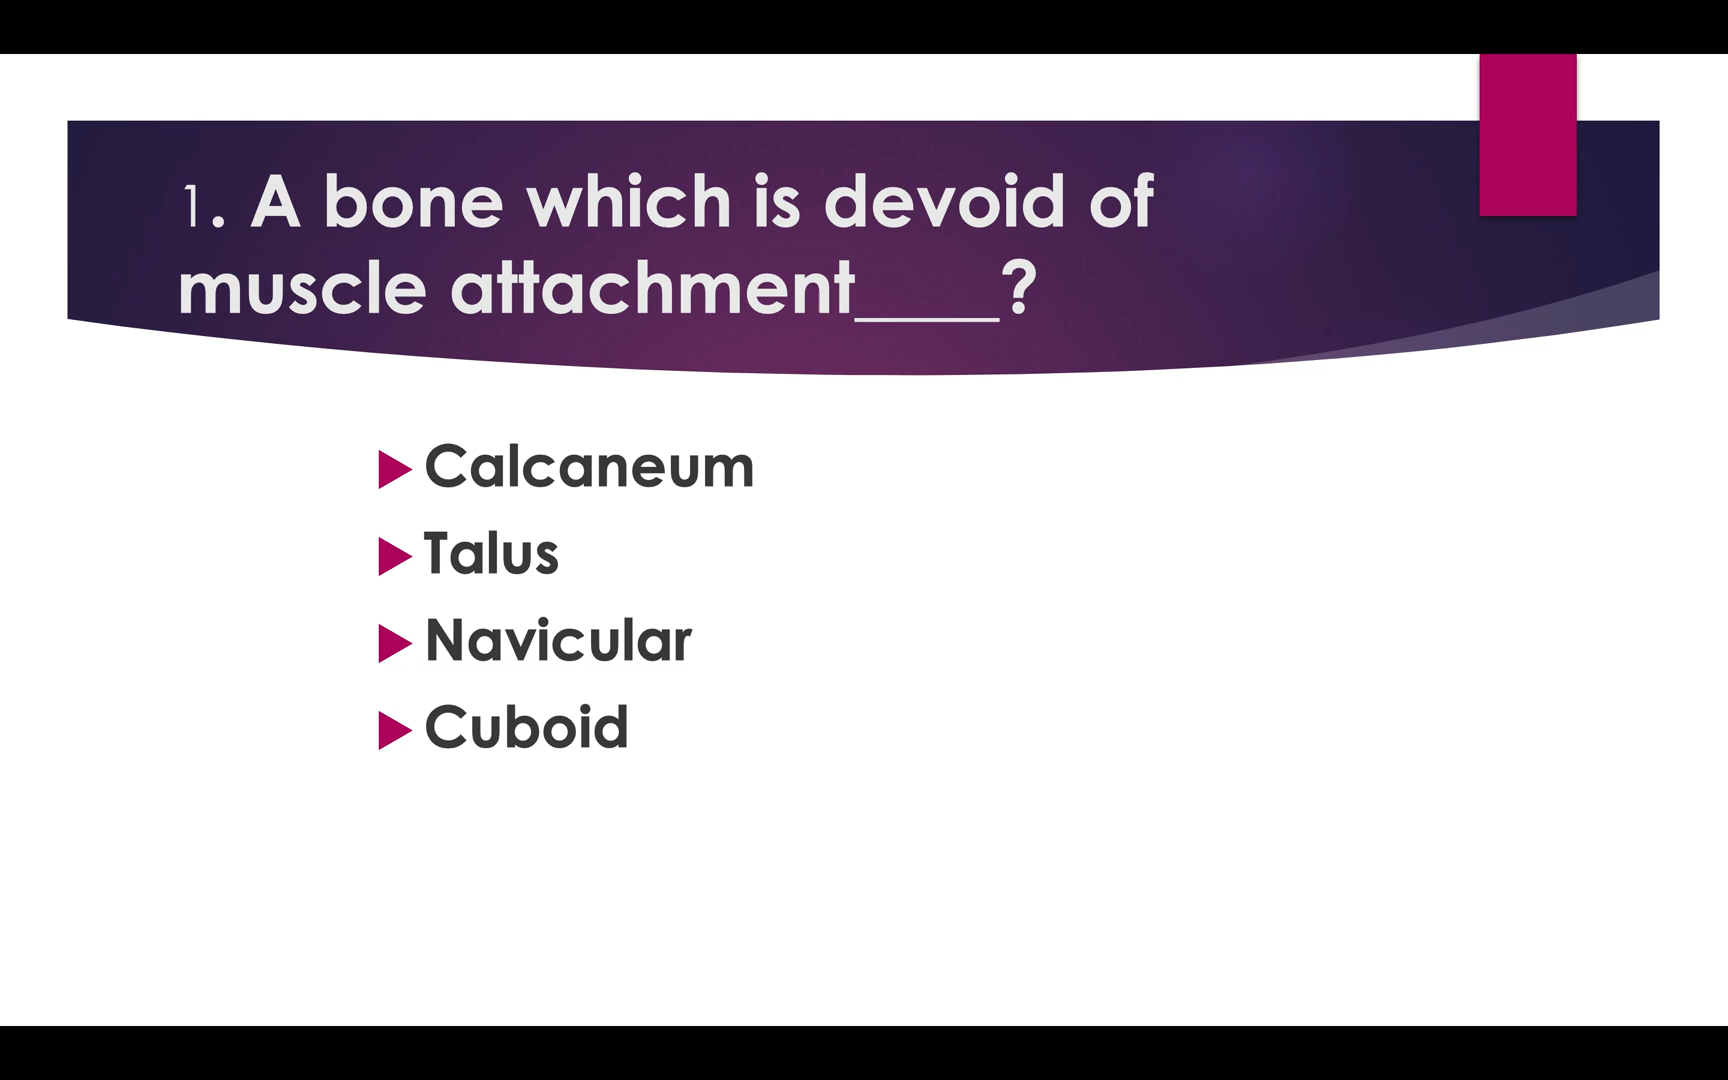 1. A bone which is devoid of
muscle attachment____?
Calcaneum
Talus
Navicular
Cuboid